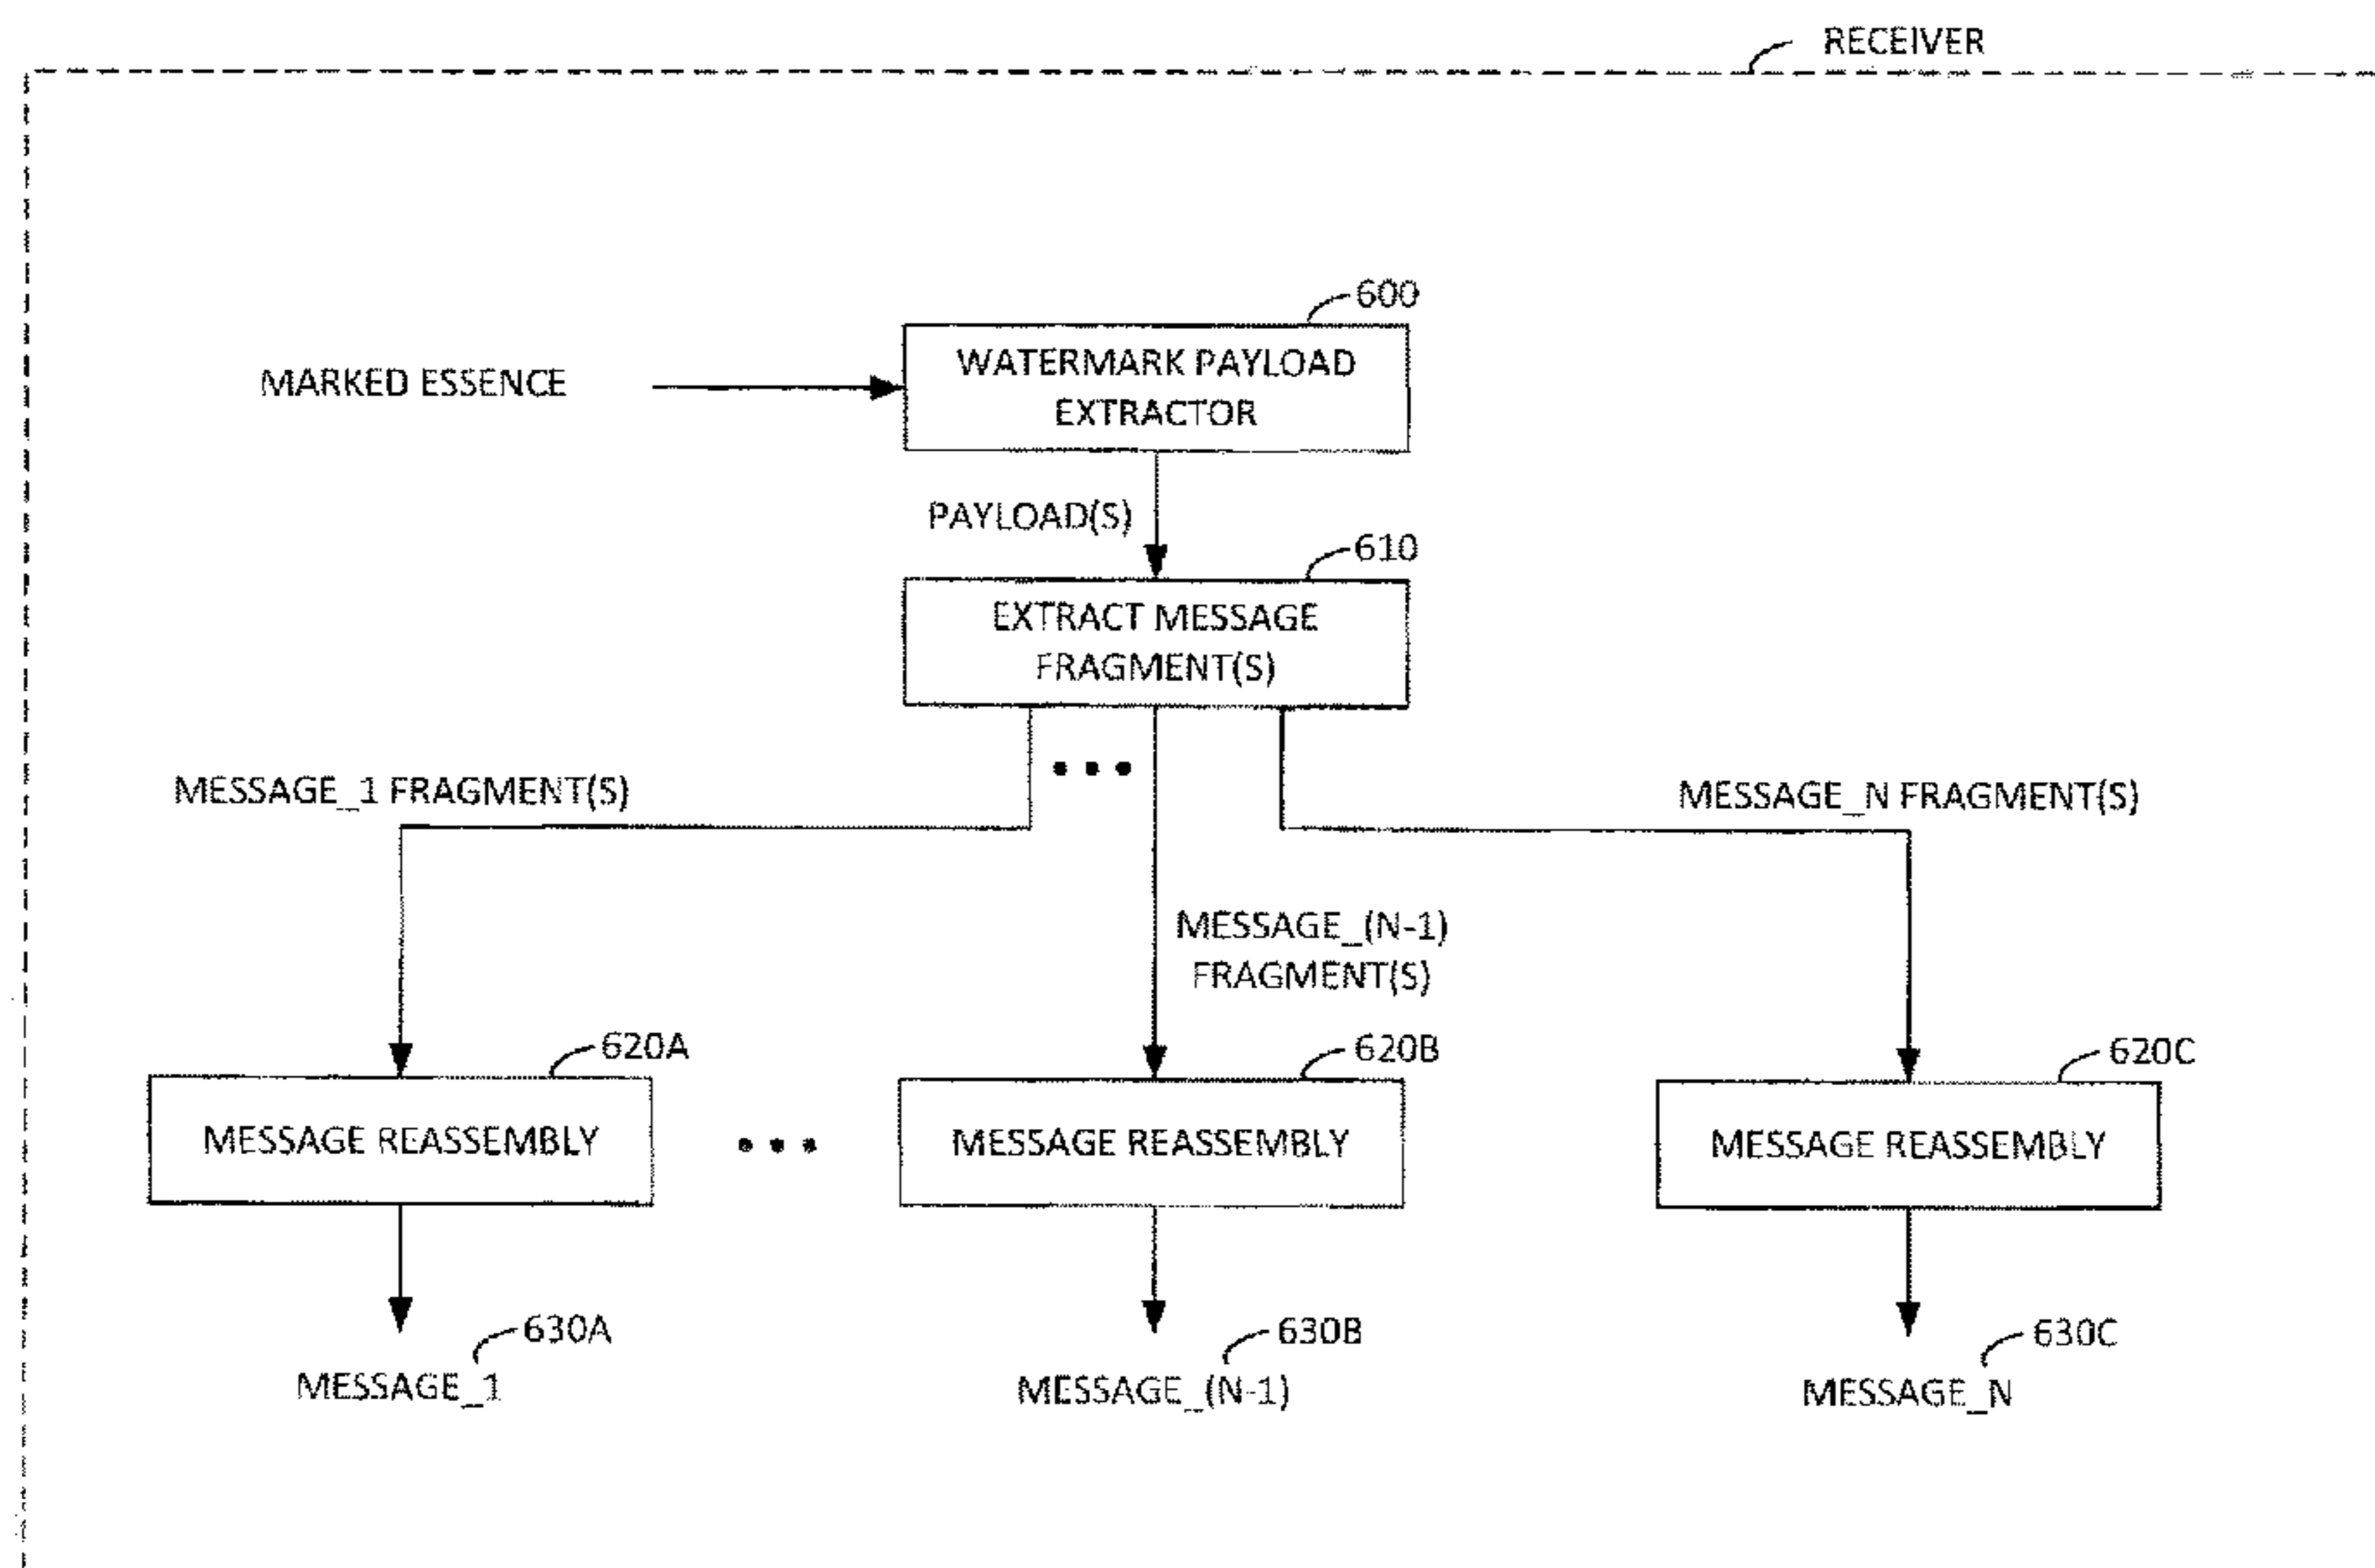 RECEIVER
600
MARKED ESSENCE
WATERMARK PAYLOAD
EXTRACTOR
PAYLOAD(S)
610
EXTRACT MESSAGE
FRAGMENT(S)
MESSAGE_1 FRAGMENT(S)
MESSAGE_N FRAGMENT(S)
MESSAGE_(N-1)
FRAGMENT(S)
620A
620B
620C
MESSAGE REASSEMBLY
MESSAGE REASSEMBLY
MESSAGE REASSEMBLY
630A
630B
630C
MESSAGE_1
MESSAGE_(N-1)
MESSAGE_N